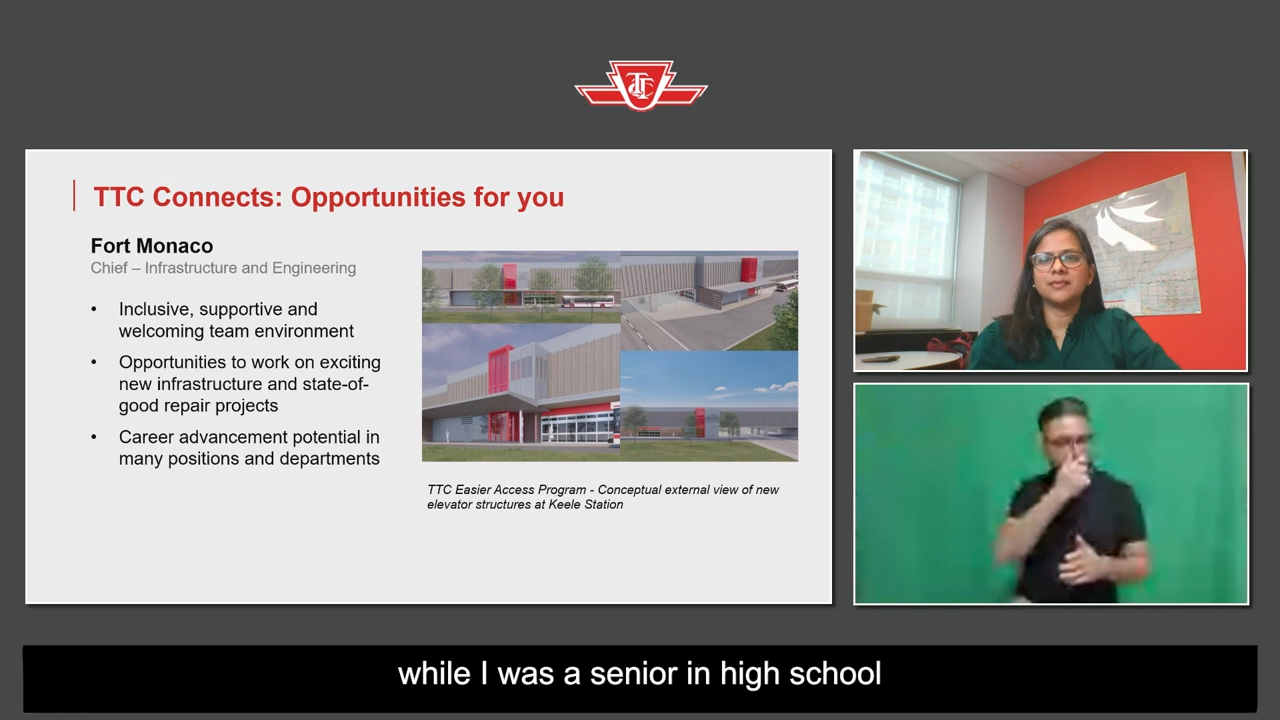 TTC
TTC Connects: Opportunities for you
Fort Monaco
Chief – Infrastructure and Engineering
• Inclusive, supportive and
welcoming team environment
• Opportunities to work on exciting
new infrastructure and state-of-
good repair projects
• Career advancement potential in
many positions and departments
TTC Easier Access Program - Conceptual external view of new
elevator structures at Keele Station
while I was a senior in high school